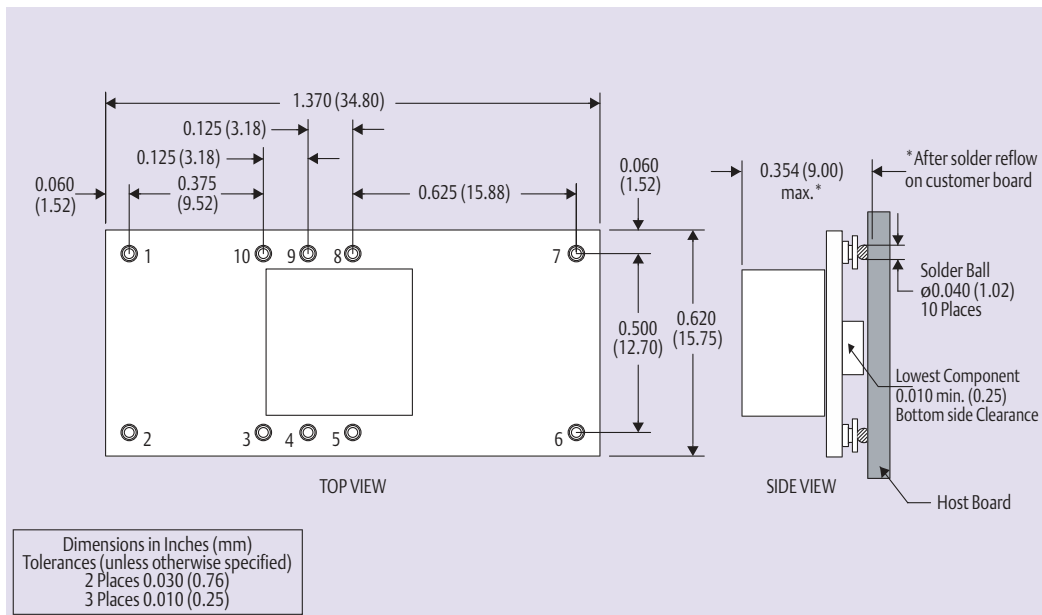 1.370 (34.80)
0.125 (3.18)
0.125 (3.18)
0.060
(1.52)
0.375
(9.52)
0.625 (15.88)
0.060
(1.52)
1
10
9
8
7
0.500
(12.70)
0.620
(15.75)
2
3
4
5
6
TOP VIEW
0.354 (9.00)
max.*
* After solder reflow
on customer board
Solder Ball
ø0.040 (1.02)
10 Places
Lowest Component
0.010 min. (0.25)
Bottom side Clearance
SIDE VIEW
Host Board
Dimensions in Inches (mm)
Tolerances (unless otherwise specified)
2 Places 0.030 (0.76)
3 Places 0.010 (0.25)